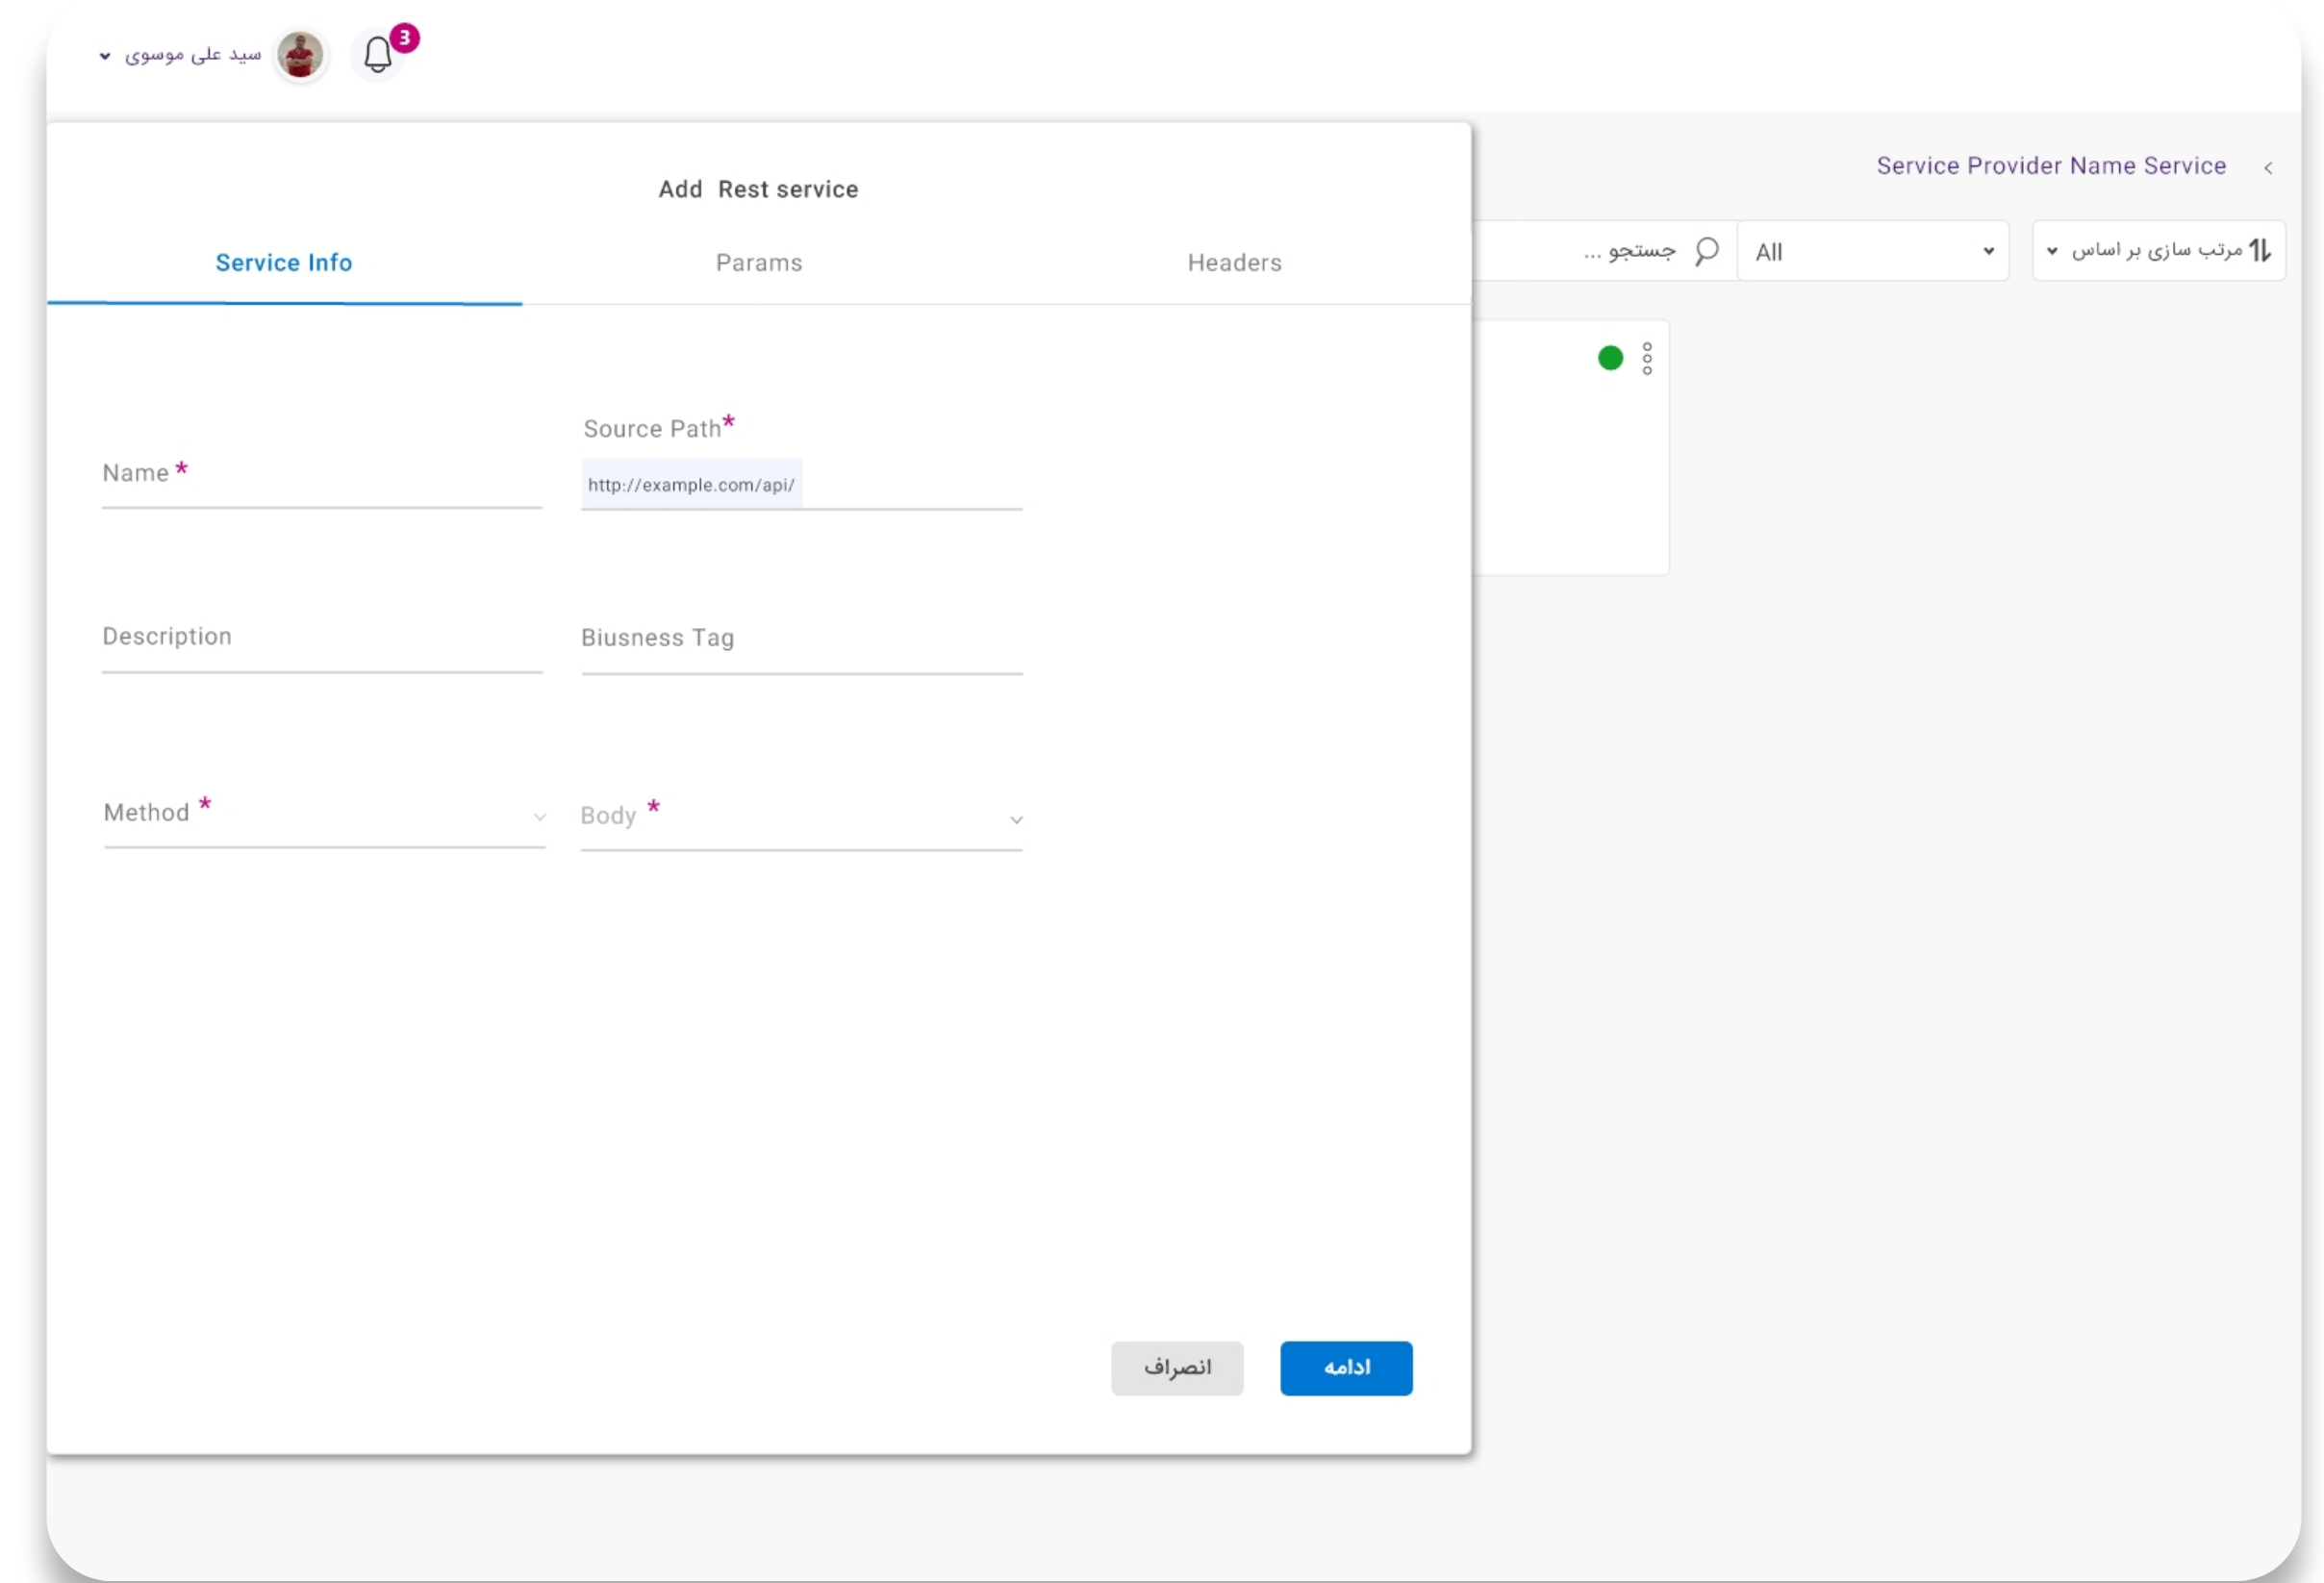 سید علی موسوی
3
Add Rest service
Service Info
Params
Headers
Name *
Source Path*
http://example.com/api/
Description
Biusness Tag
Method *
Body *
انصراف
ادامه
Service Provider Name Service
جستجو ...
All
مرتب سازی بر اساس